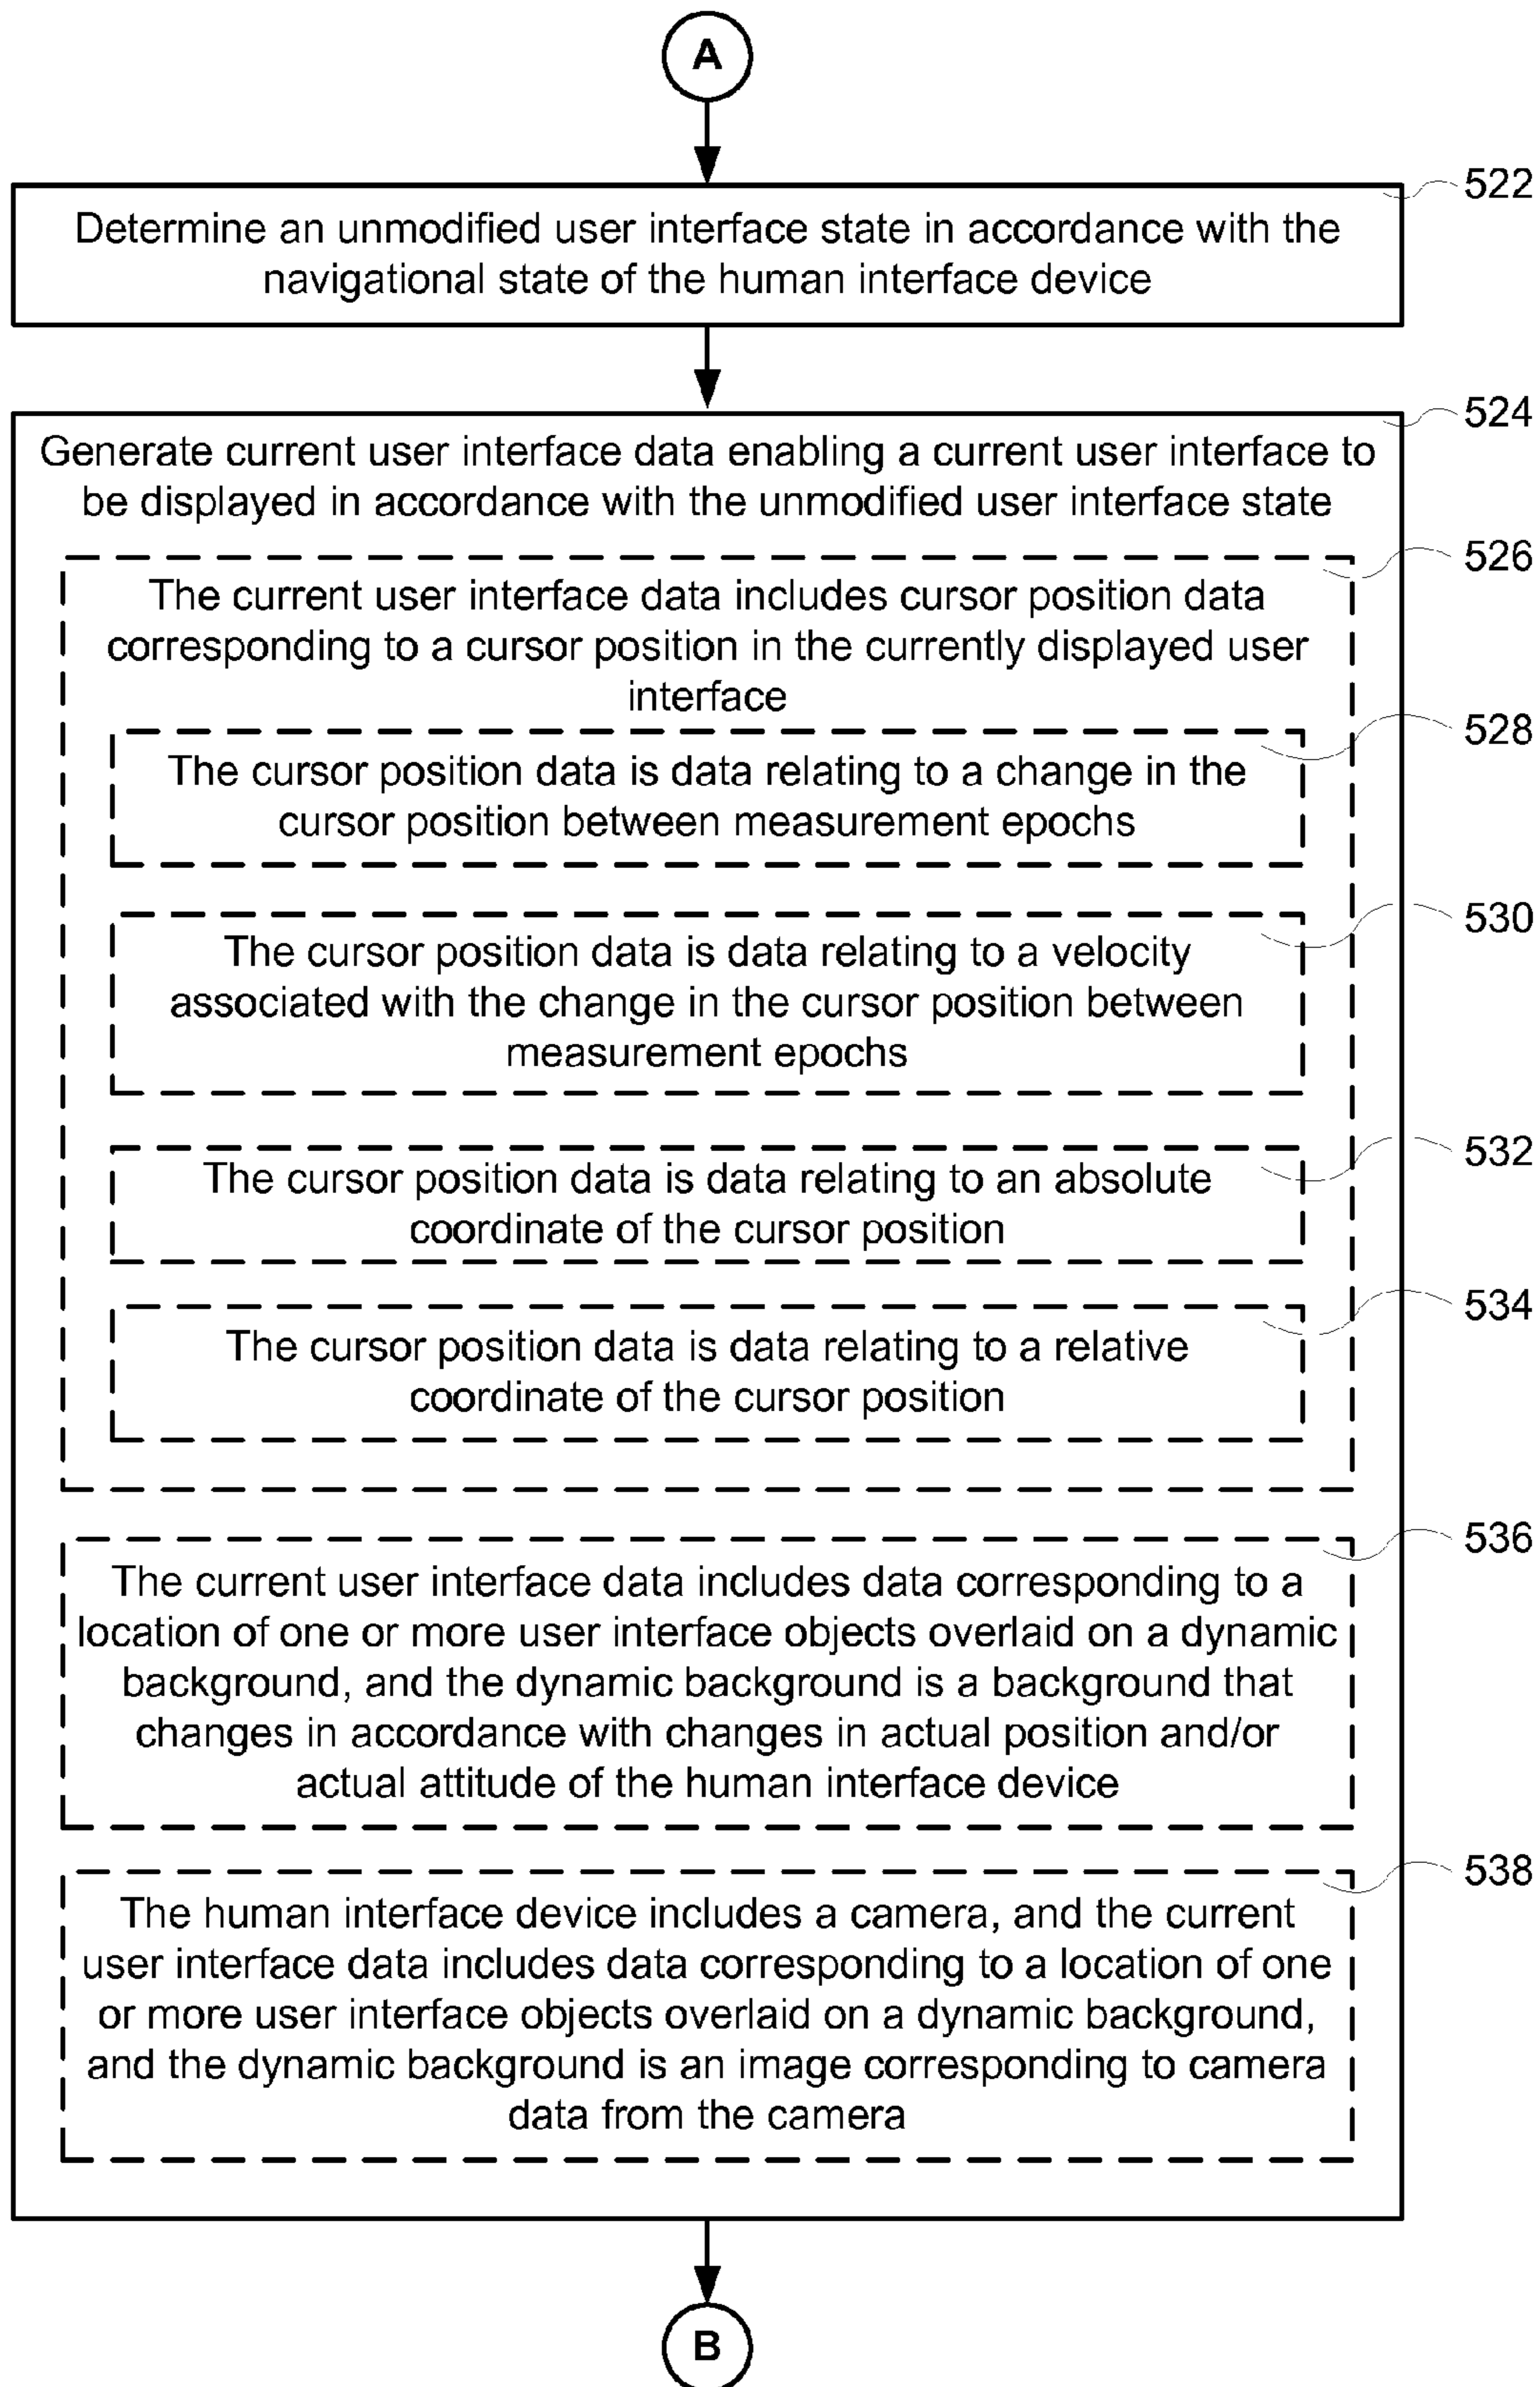 A
522
Determine an unmodified user interface state in accordance with the
navigational state of the human interface device
524
Generate current user interface data enabling a current user interface to
be displayed in accordance with the unmodified user interface state
526
The current user interface data includes cursor position data
corresponding to a cursor position in the currently displayed user
interface
528
The cursor position data is data relating to a change in the
cursor position between measurement epochs
530
The cursor position data is data relating to a velocity
associated with the change in the cursor position between
measurement epochs
532
The cursor position data is data relating to an absolute
coordinate of the cursor position
534
The cursor position data is data relating to a relative
coordinate of the cursor position
536
The current user interface data includes data corresponding to a
location of one or more user interface objects overlaid on a dynamic
background, and the dynamic background is a background that
changes in accordance with changes in actual position and/or
actual attitude of the human interface device
538
The human interface device includes a camera, and the current
user interface data includes data corresponding to a location of one
or more user interface objects overlaid on a dynamic background,
and the dynamic background is an image corresponding to camera
data from the camera
B